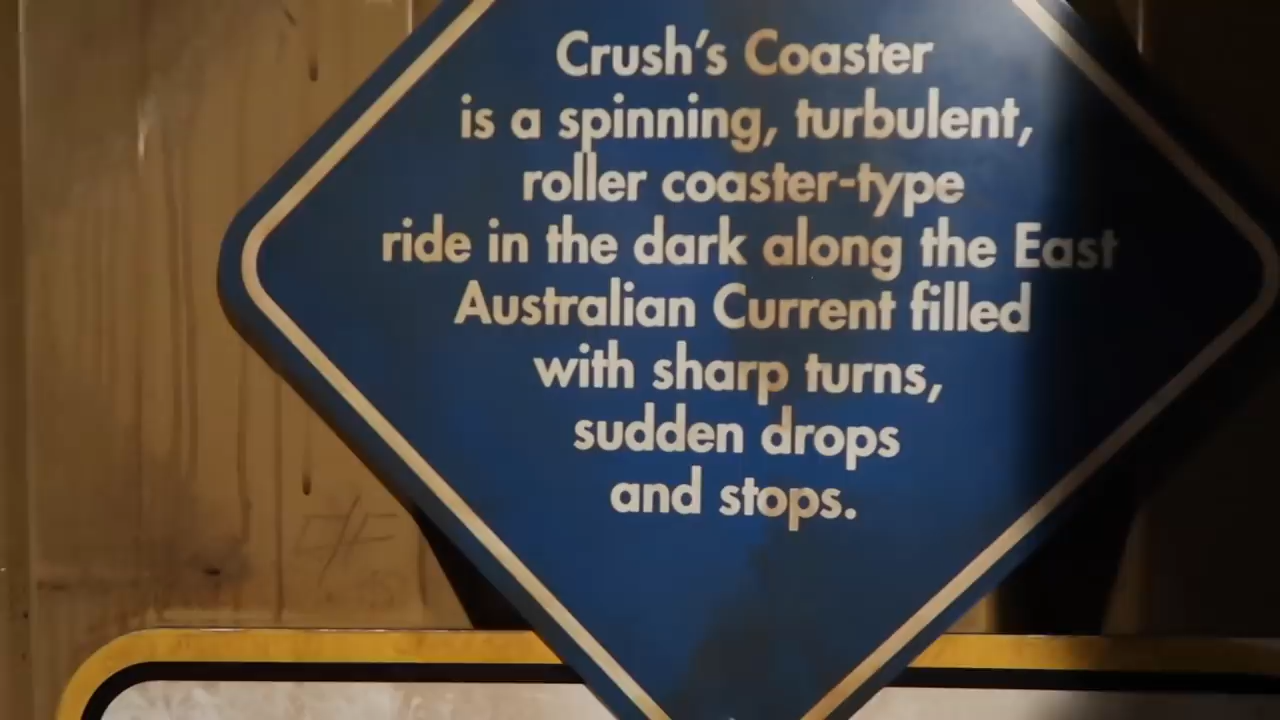 Crush's Coaster
is a spinning, turbulent,
roller coaster-type
ride in the dark along the East
Australian Current filled
with sharp turns,
sudden drops
and stops.